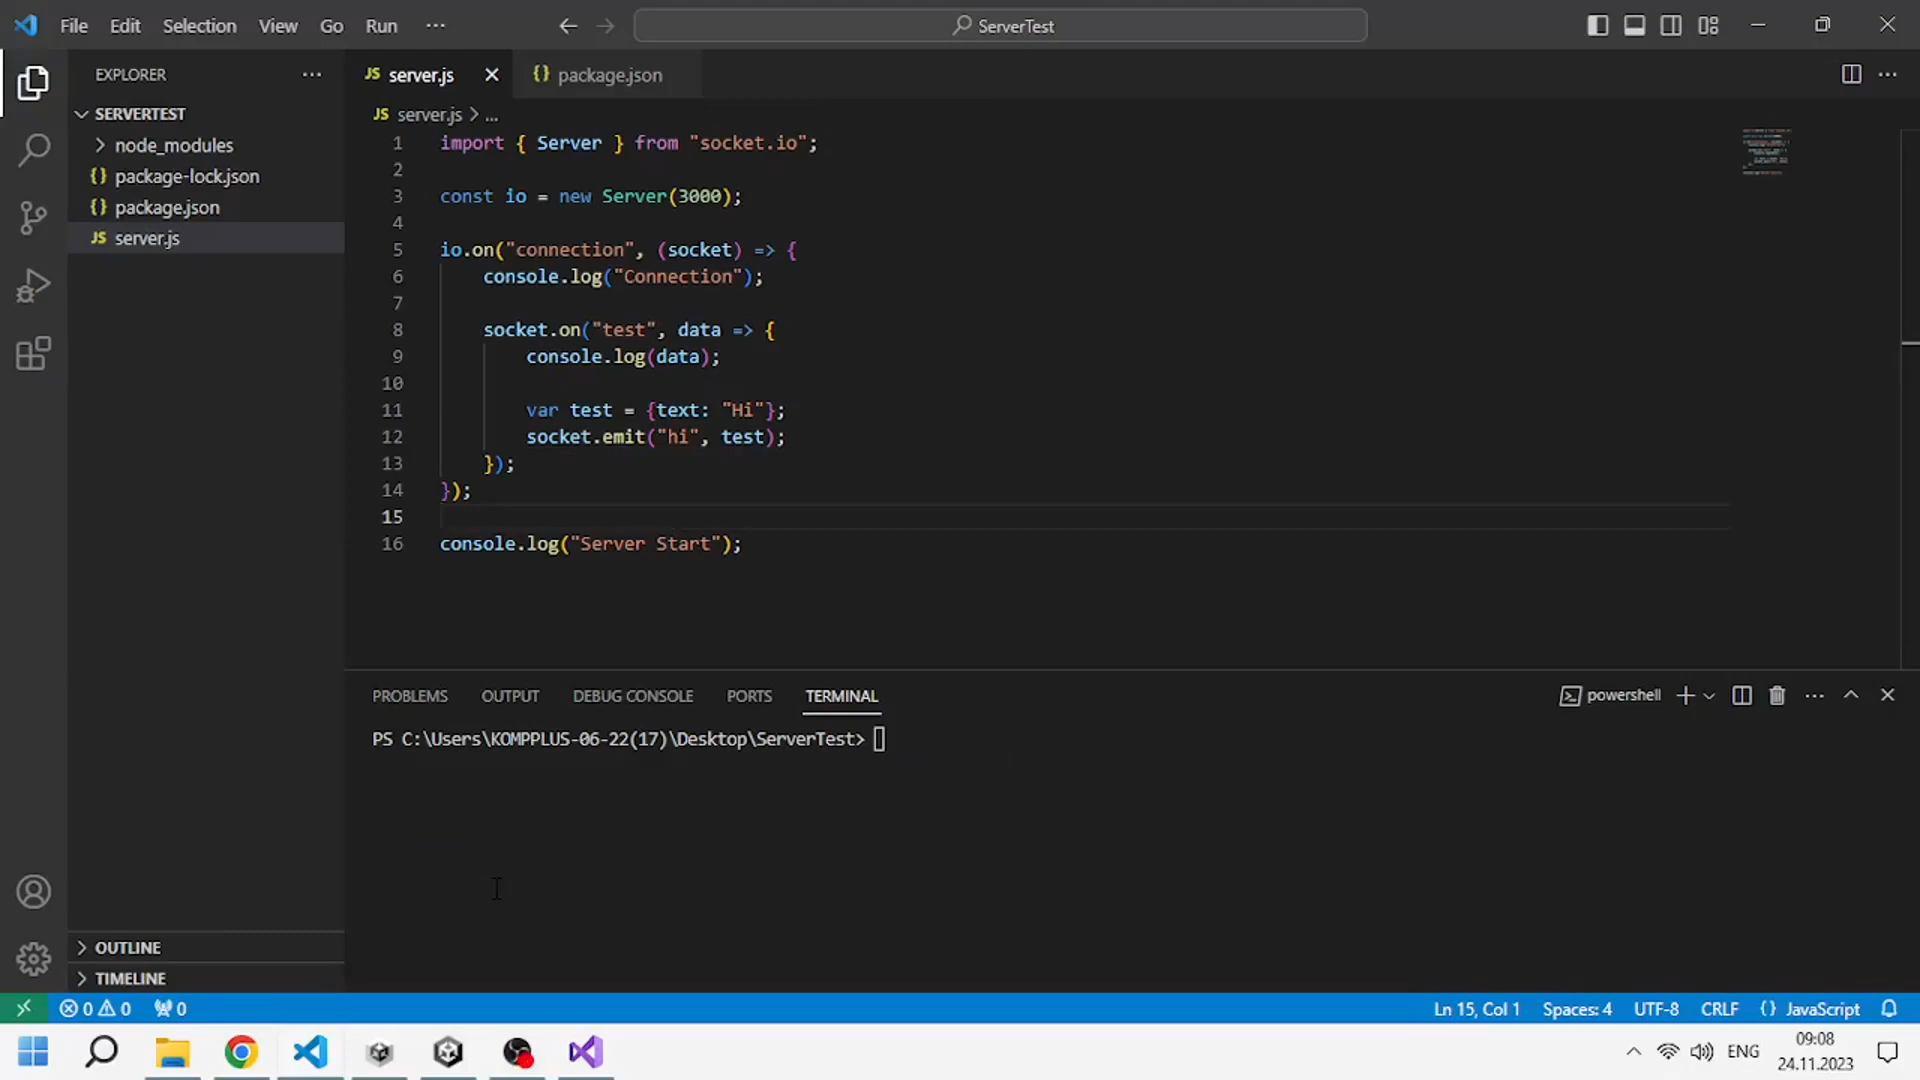 File Edit Selection View Go Run ···
ServerTest
EXPLORER
SERVERTEST
node_modules
{} package-lock.json
{} package.json
JS server.js
OUTLINE
TIMELINE
JS server.js
{} package.json
JS server.js > ...
1 import { Server } from "socket.io";
2
3 const io = new Server(3000);
4
5 io.on("connection", (socket) => {
6 console.log("Connection");
7
8 socket.on("test", data => {
9 console.log(data);
10
11 var test = {text: "Hi"};
12 socket.emit("hi", test);
13 });
14 });
15
16 console.log("Server Start");
PROBLEMS OUTPUT DEBUG CONSOLE PORTS TERMINAL
powershell
PS C:\Users\KOMPPLUS-06-22(17)\Desktop\ServerTest>
0 0 0
Ln 15, Col 1 Spaces: 4 UTF-8 CRLF {} JavaScript
ENG
09:08
24.11.2023